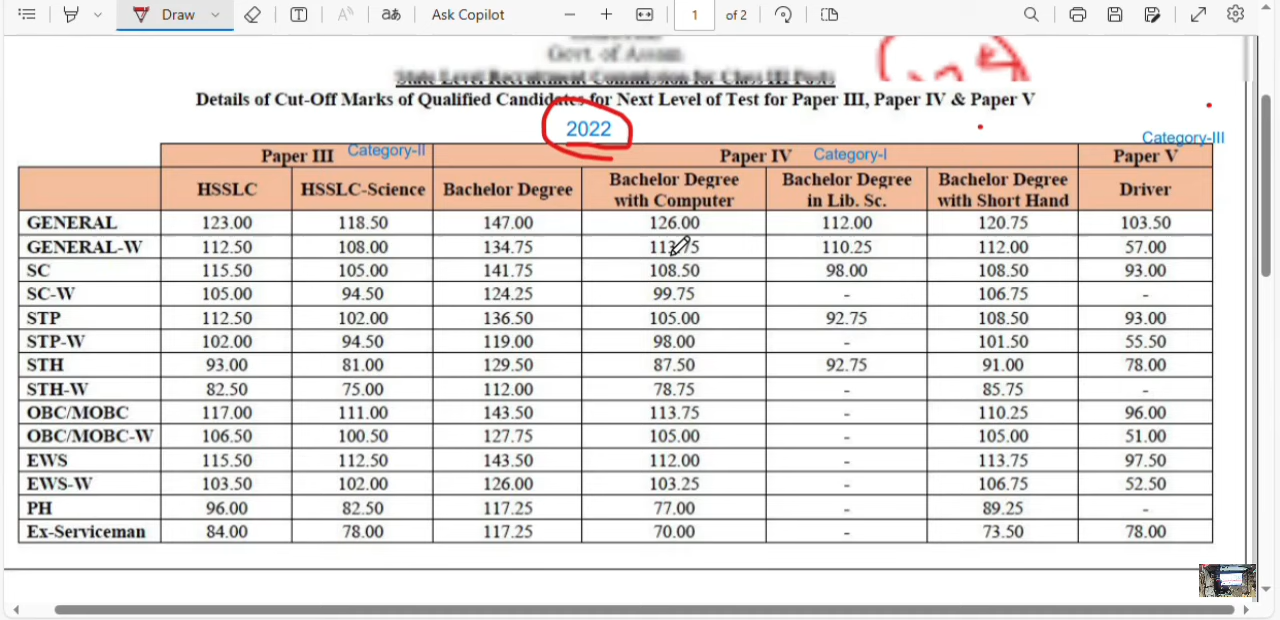 Draw
Ask Copilot
1 of 2
Govt. of Assam
State Level Recruitment Commission for Class III Posts
Details of Cut-Off Marks of Qualified Candidates for Next Level of Test for Paper III, Paper IV & Paper V
2022
Category-III
Paper III Category-II Paper IV Category-I Paper V
HSSLC HSSLC-Science Bachelor Degree Bachelor Degree with Computer Bachelor Degree in Lib. Sc. Bachelor Degree with Short Hand Driver
GENERAL 123.00 118.50 147.00 126.00 112.00 120.75 103.50
GENERAL-W 112.50 108.00 134.75 110.25 112.00 57.00
SC 115.50 105.00 141.75 108.50 98.00 108.50 93.00
SC-W 105.00 94.50 124.25 99.75 - 106.75 -
STP 112.50 102.00 136.50 105.00 92.75 108.50 93.00
STP-W 102.00 94.50 119.00 98.00 - 101.50 55.50
STH 93.00 81.00 129.50 87.50 92.75 91.00 78.00
STH-W 82.50 75.00 112.00 78.75 - 85.75 -
OBC/MOBC 117.00 111.00 143.50 113.75 - 110.25 96.00
OBC/MOBC-W 106.50 100.50 127.75 105.00 - 105.00 51.00
EWS 115.50 112.50 143.50 112.00 - 113.75 97.50
EWS-W 103.50 102.00 126.00 103.25 - 106.75 52.50
PH 96.00 82.50 117.25 77.00 - 89.25 -
Ex-Serviceman 84.00 78.00 117.25 70.00 - 73.50 78.00